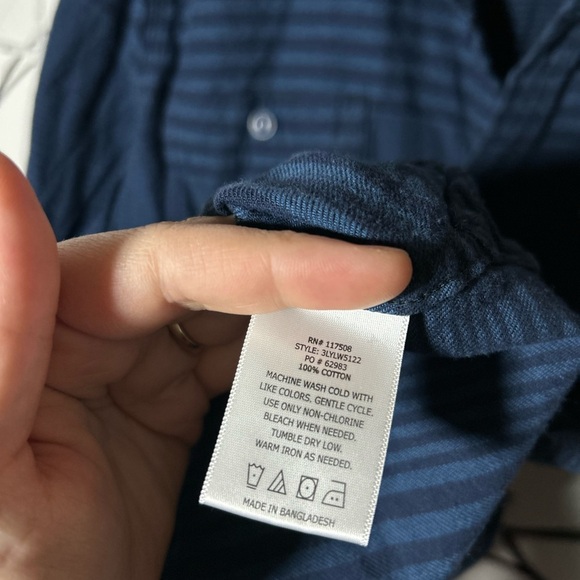 RN# 117508
STYLE: 3LYLW5122
PO # 62983
100% COTTON
MACHINE WASH COLD WITH
LIKE COLORS. GENTLE CYCLE.
USE ONLY NON-CHLORINE
BLEACH WHEN NEEDED.
TUMBLE DRY LOW.
WARM IRON AS NEEDED.
MADE IN BANGLADESH